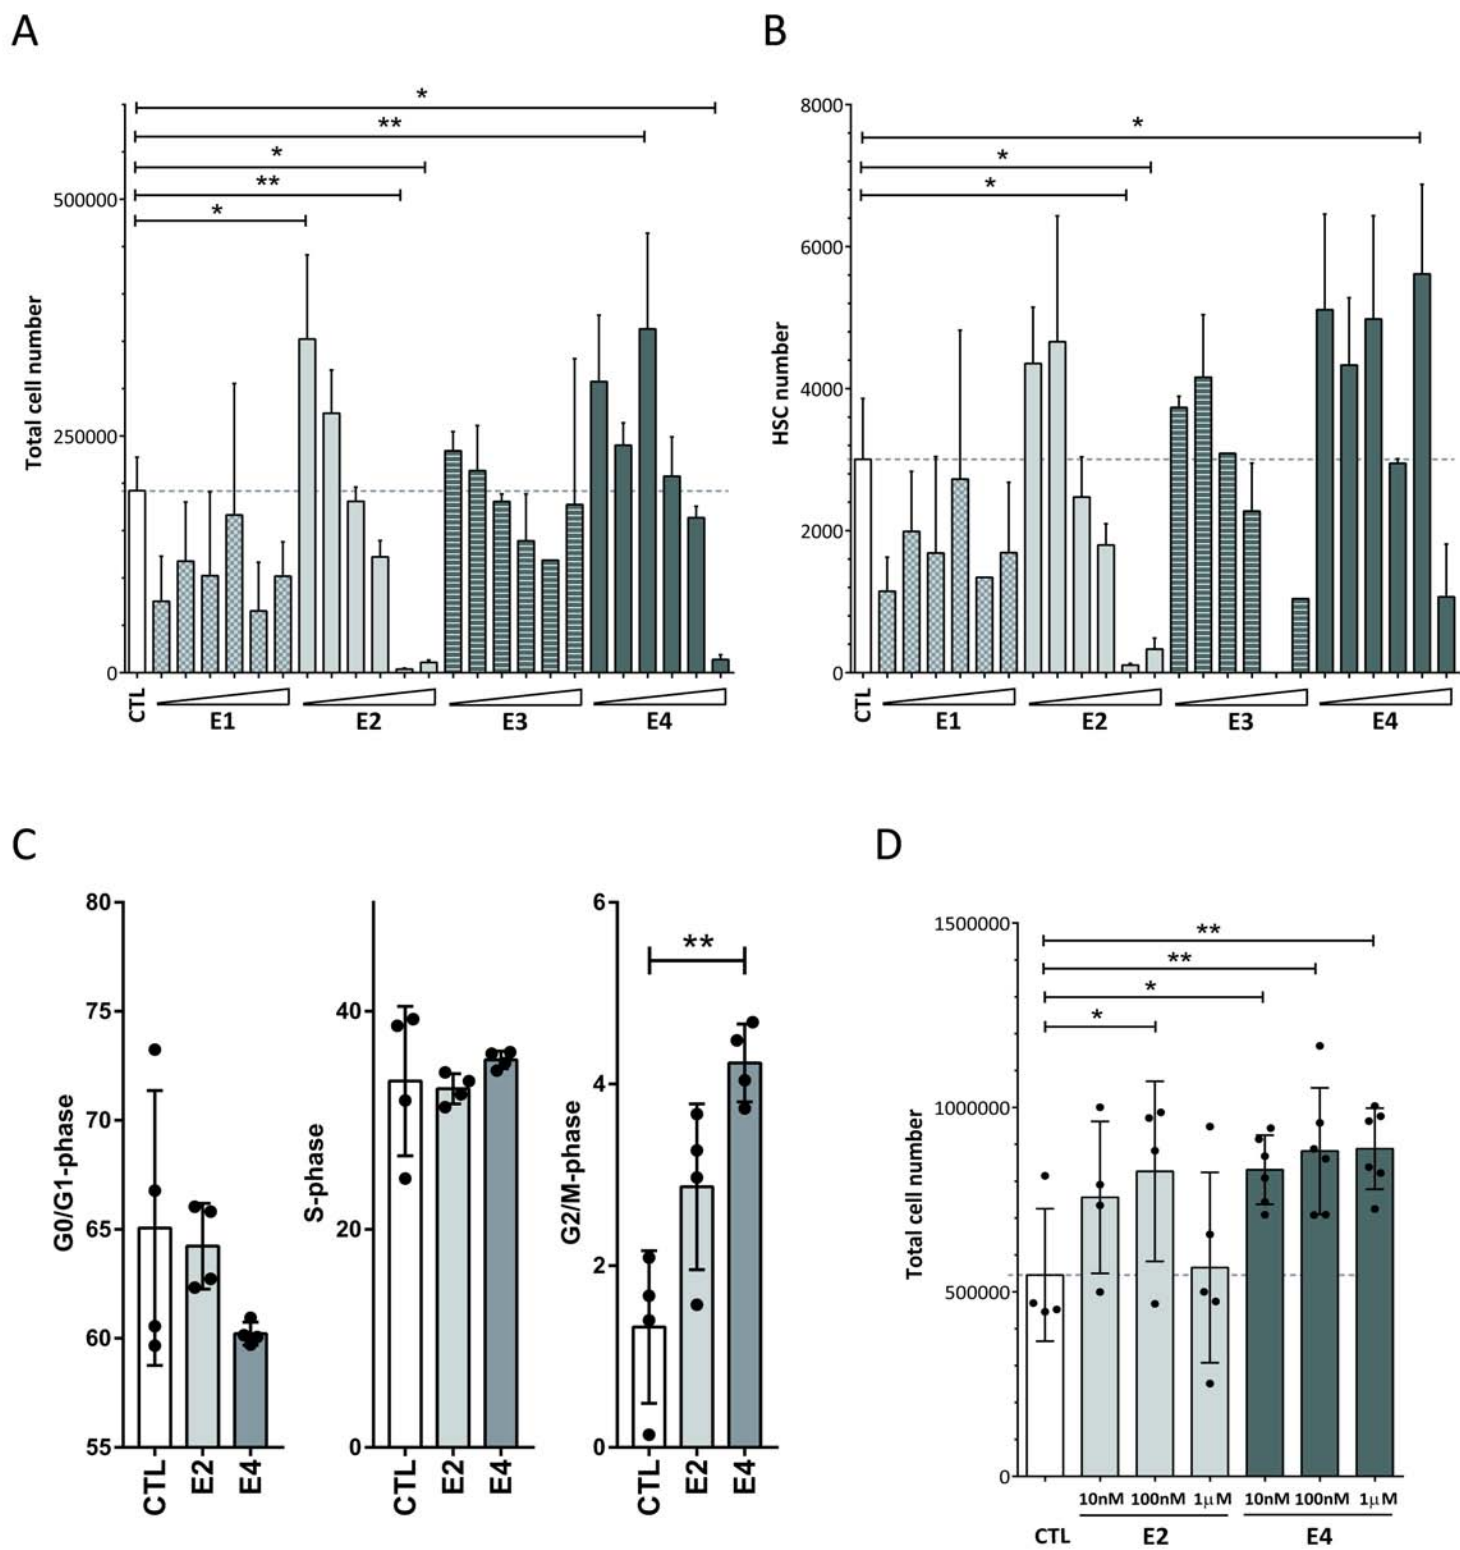 A
B
*
**
*
**
*
500000
250000
0
Total cell number
CTL
E1
E2
E3
E4
*
*
*
8000
6000
4000
2000
0
HSC number
CTL
E1
E2
E3
E4
C
D
80
75
70
65
60
55
G0/G1-phase
CTL
E2
E4
40
20
0
S-phase
CTL
E2
E4
**
6
4
2
0
G2/M-phase
CTL
E2
E4
**
**
*
*
1500000
1000000
500000
0
Total cell number
10nM 100nM 1μM 10nM 100nM 1μM
CTL E2 E4